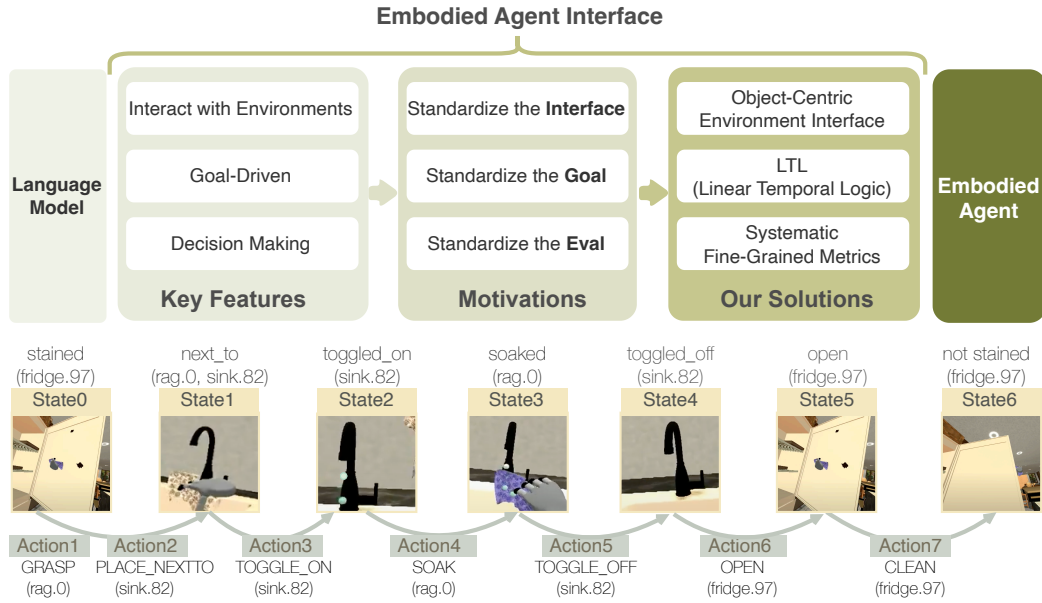 Embodied Agent Interface
Language
Model
Interact with Environments
Goal-Driven
Decision Making
Key Features
Standardize the Interface
Standardize the Goal
Standardize the Eval
Motivations
Object-Centric
Environment Interface
LTL
(Linear Temporal Logic)
Systematic
Fine-Grained Metrics
Our Solutions
Embodied
Agent
stained
(fridge.97)
State0
next_to
(rag.0, sink.82)
State1
toggled_on
(sink.82)
State2
soaked
(rag.0)
State3
toggled_off
(sink.82)
State4
open
(fridge.97)
State5
not stained
(fridge.97)
State6
Action1
GRASP
(rag.0)
Action2
PLACE_NEXTTO
(sink.82)
Action3
TOGGLE_ON
(sink.82)
Action4
SOAK
(rag.0)
Action5
TOGGLE_OFF
(sink.82)
Action6
OPEN
(fridge.97)
Action7
CLEAN
(fridge.97)